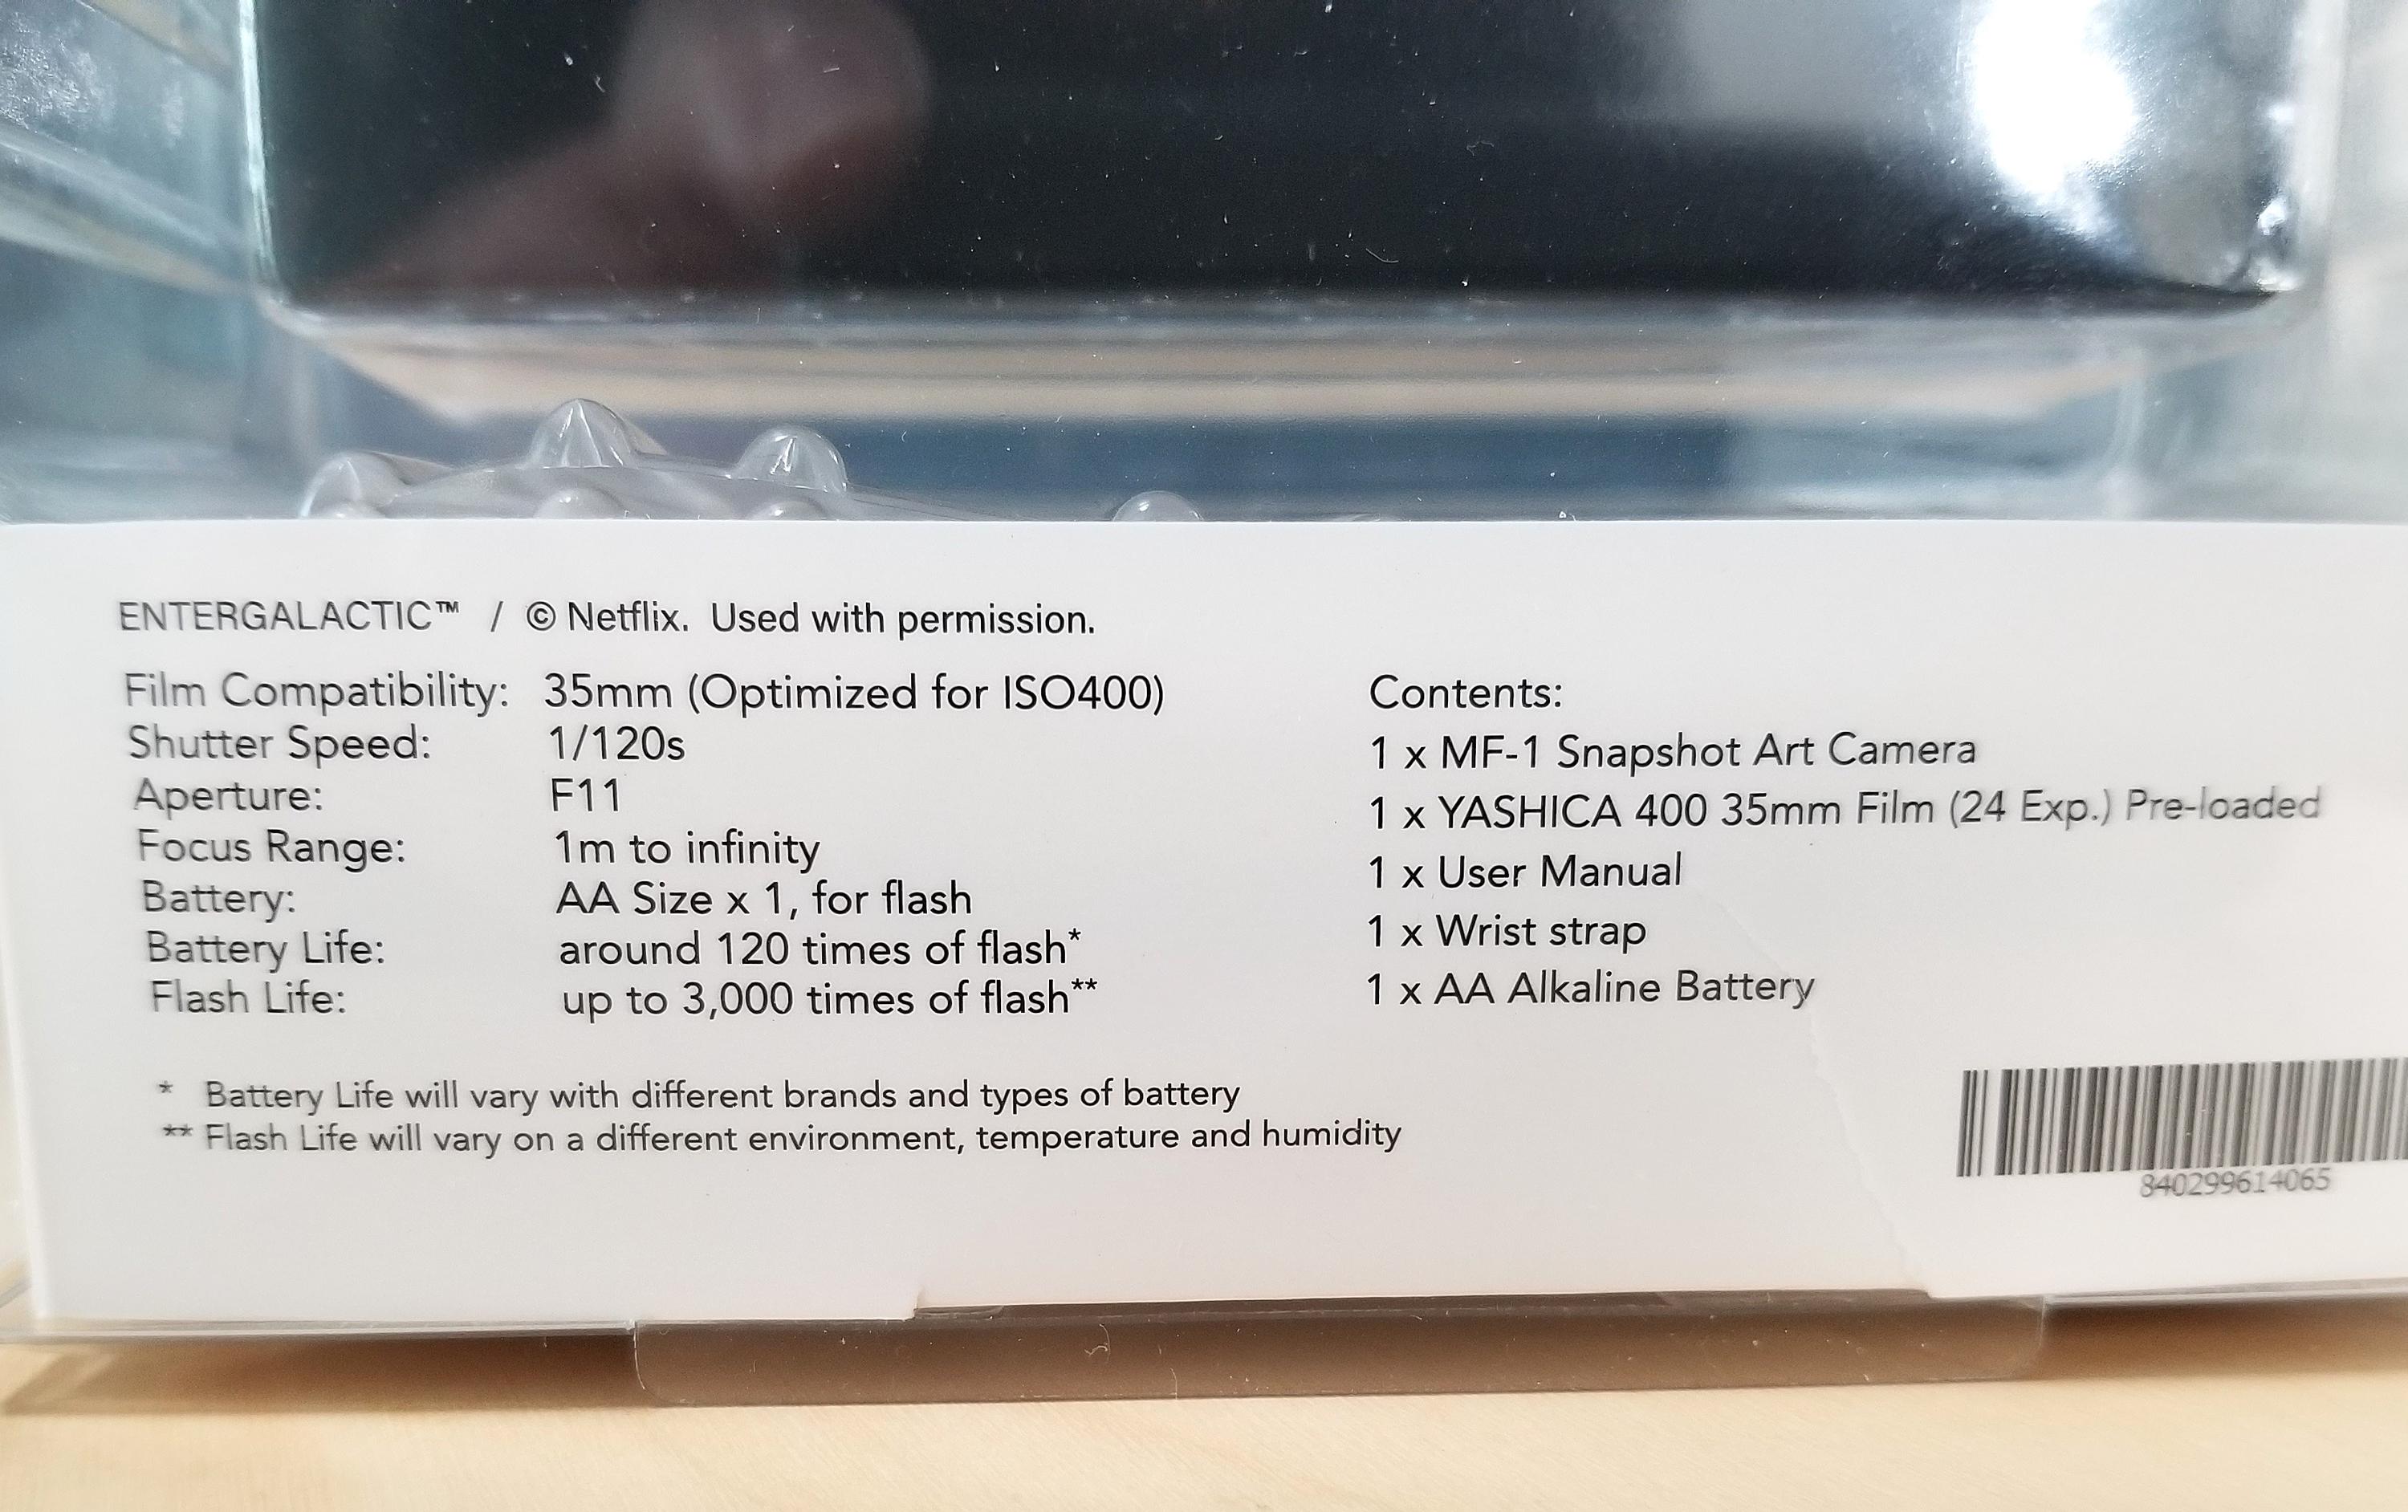 ENTERGALACTIC™ / © Netflix. Used with permission.
Film Compatibility: 35mm (Optimized for ISO400)
Shutter Speed: 1/120s
Aperture: F11
Focus Range: 1m to infinity
Battery: AA Size x 1, for flash
Battery Life: around 120 times of flash*
Flash Life: up to 3,000 times of flash**
* Battery Life will vary with different brands and types of battery
** Flash Life will vary on a different environment, temperature and humidity
Contents:
1 x MF-1 Snapshot Art Camera
1 x YASHICA 400 35mm Film (24 Exp.) Pre-loaded
1 x User Manual
1 x Wrist strap
1 x AA Alkaline Battery
840299614065